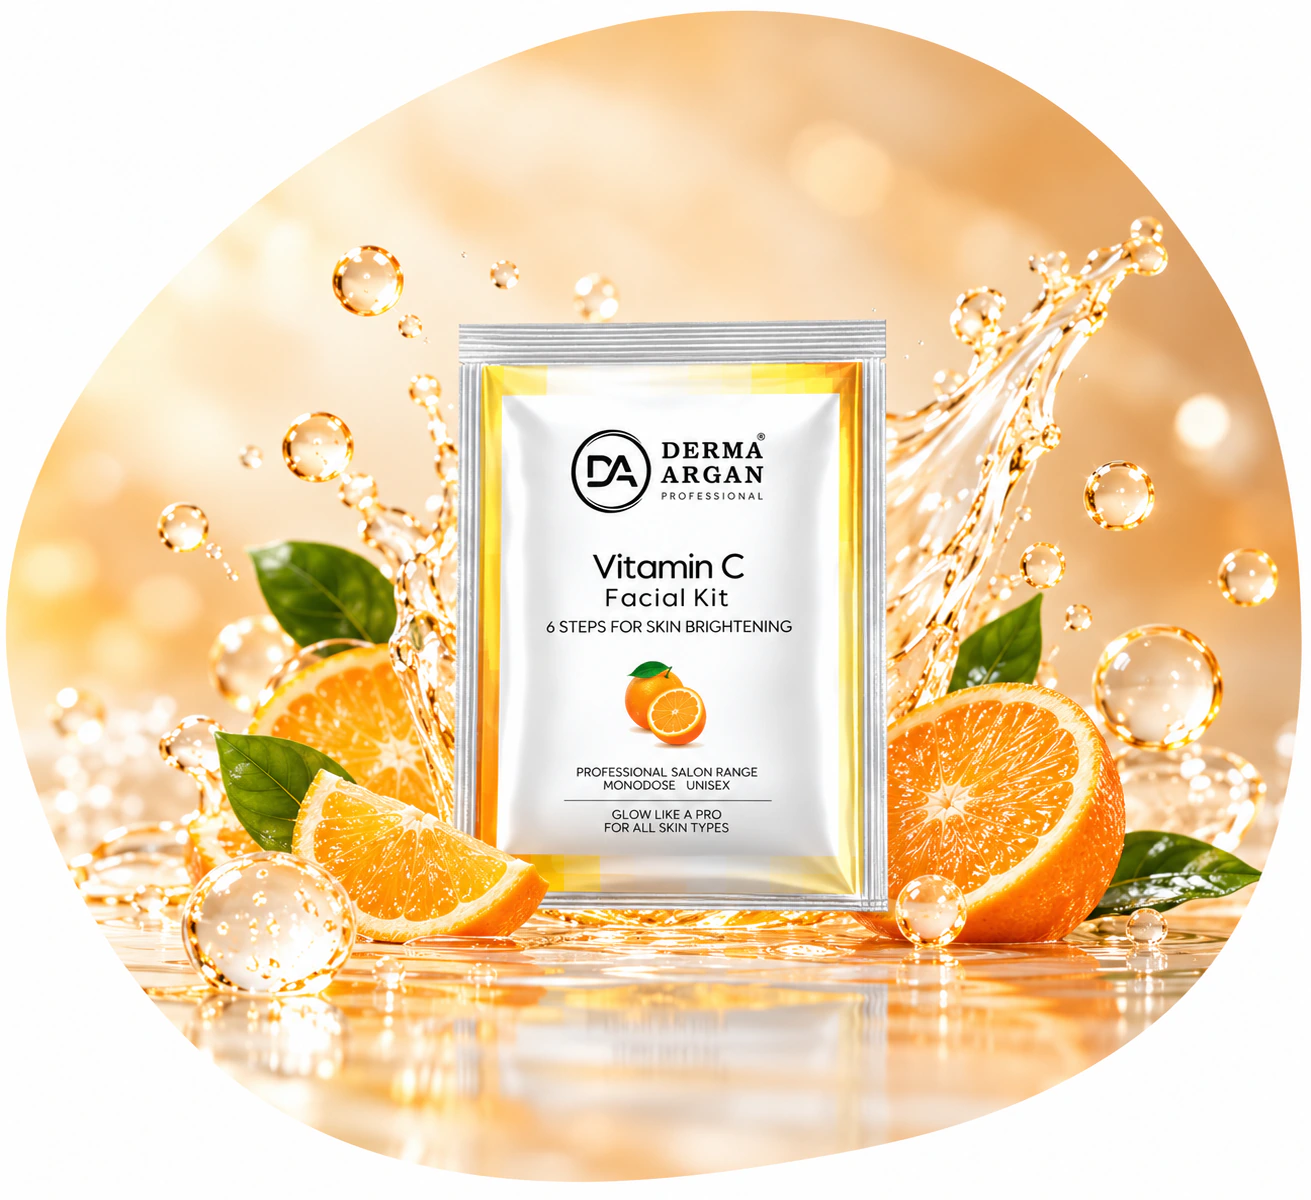 DA
DERMA®
ARGAN
PROFESSIONAL
Vitamin C
Facial Kit
6 STEPS FOR SKIN BRIGHTENING
PROFESSIONAL SALON RANGE
MONODOSE UNISEX
GLOW LIKE A PRO
FOR ALL SKIN TYPES